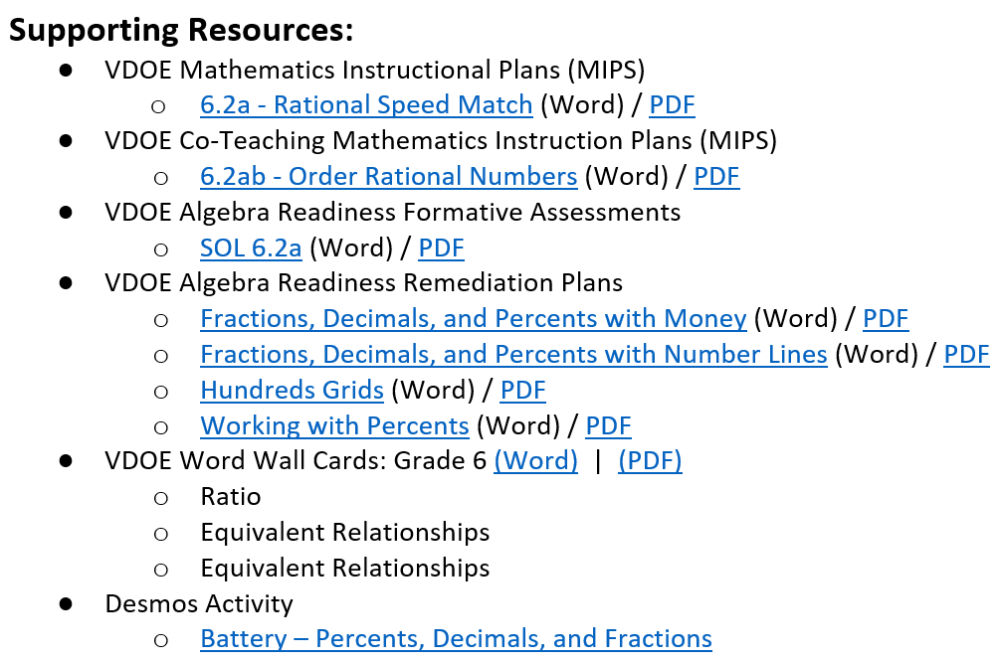 Supporting Resources:
● VDOE Mathematics Instructional Plans (MIPS)
○ 6.2a - Rational Speed Match (Word) / PDF
● VDOE Co-Teaching Mathematics Instruction Plans (MIPS)
○ 6.2ab - Order Rational Numbers (Word) / PDF
● VDOE Algebra Readiness Formative Assessments
○ SOL 6.2a (Word) / PDF
● VDOE Algebra Readiness Remediation Plans
○ Fractions, Decimals, and Percents with Money (Word) / PDF
○ Fractions, Decimals, and Percents with Number Lines (Word) / PDF
○ Hundreds Grids (Word) / PDF
○ Working with Percents (Word) / PDF
● VDOE Word Wall Cards: Grade 6 (Word) | (PDF)
○ Ratio
○ Equivalent Relationships
○ Equivalent Relationships
● Desmos Activity
○ Battery – Percents, Decimals, and Fractions